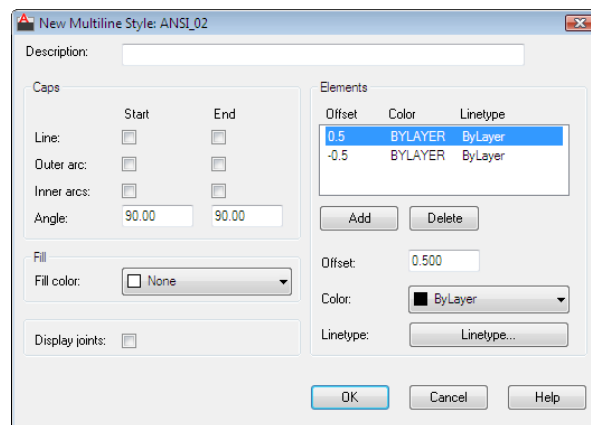 New Multiline Style: ANSI_02
Description:
Caps
Start End
Line:
Outer arc:
Inner arcs:
Angle: 90.00 90.00
Fill
Fill color: None
Display joints:
Elements
Offset Color Linetype
0.5 BYLAYER ByLayer
-0.5 BYLAYER ByLayer
Add Delete
Offset: 0.500
Color: ByLayer
Linetype: Linetype...
OK Cancel Help